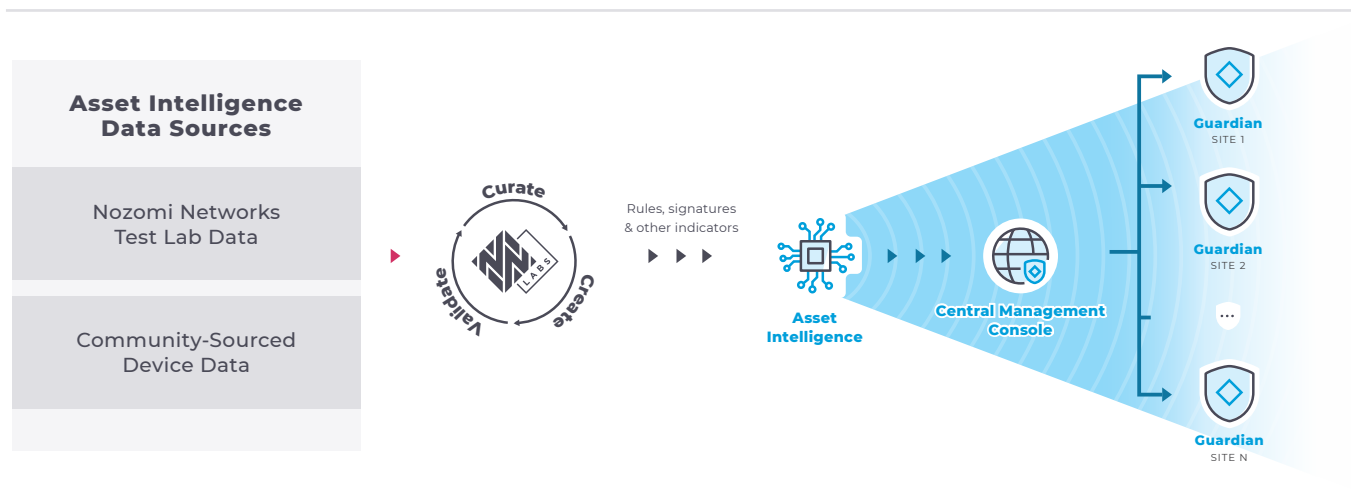 Asset Intelligence
Data Sources
Nozomi Networks
Test Lab Data
Community-Sourced
Device Data
Curate
Create
Validate
NN
LABS
Rules, signatures
& other indicators
Asset
Intelligence
Central Management
Console
Guardian
SITE 1
Guardian
SITE 2
...
Guardian
SITE N